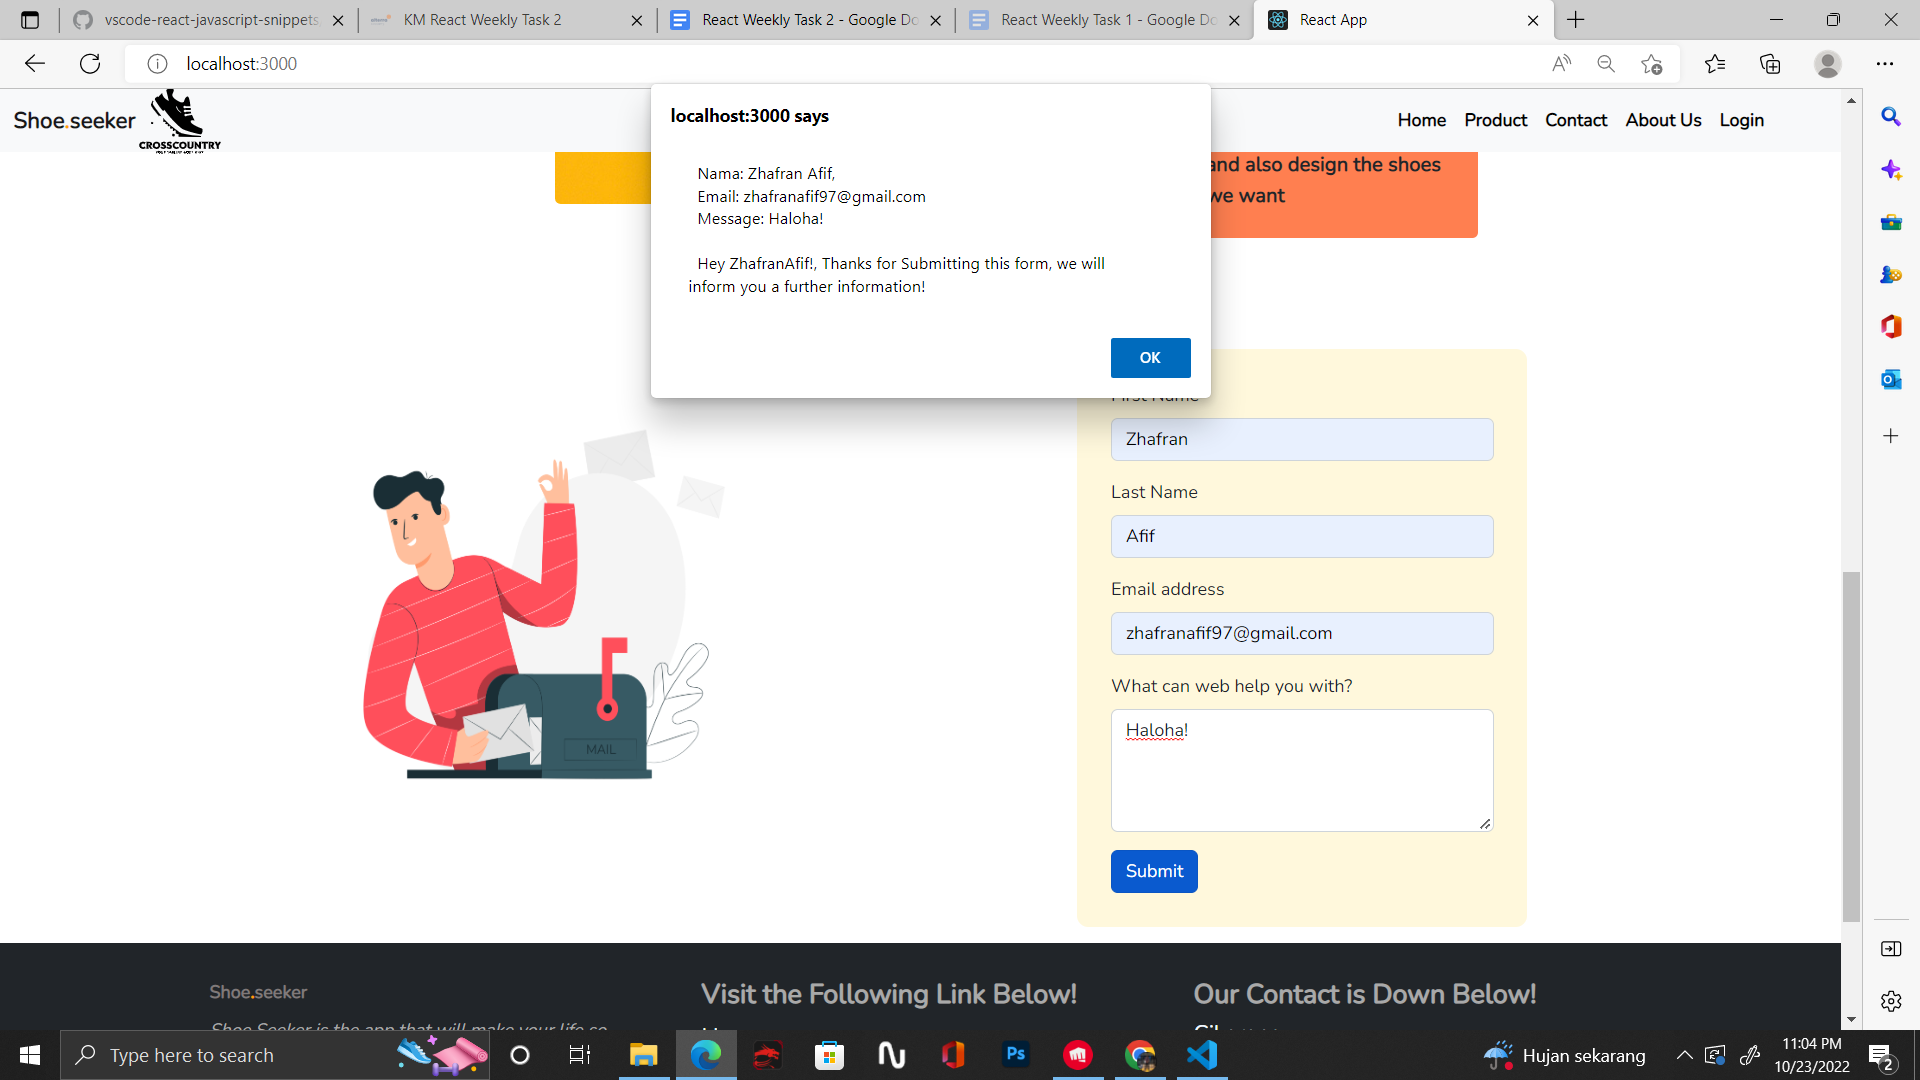 vscode-react-javascript-snippets
KM React Weekly Task 2
React Weekly Task 2 - Google Do
React Weekly Task 1 - Google Do
React App
localhost:3000
Shoe.seeker
CROSSCOUNTRY
Home
Product
Contact
About Us
Login
localhost:3000 says
Nama: Zhafran Afif,
Email: zhafranafif97@gmail.com
Message: Haloha!
Hey ZhafranAfif!, Thanks for Submitting this form, we will
inform you a further information!
OK
and also design the shoes
we want
First Name
Zhafran
Last Name
Afif
Email address
zhafranafif97@gmail.com
What can web help you with?
Haloha!
Submit
MAIL
Shoe.seeker
Shoe Seeker is the app that will make your life so
Visit the Following Link Below!
Our Contact is Down Below!
Type here to search
Ps
Hujan sekarang
11:04 PM
10/23/2022
2